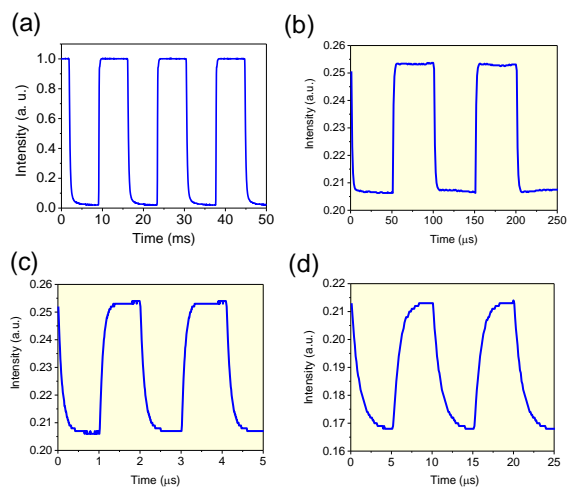 (a)
Intensity (a. u.)
1.0
0.8
0.6
0.4
0.2
0.0
0 10 20 30 40 50
Time (ms)
(b)
Intensity (a.u.)
0.26
0.25
0.24
0.23
0.22
0.21
0.20
0 50 100 150 200 250
Time (μs)
(c)
Intensity (a.u.)
0.26
0.25
0.24
0.23
0.22
0.21
0.20
0 1 2 3 4 5
Time (μs)
(d)
Intensity (a.u.)
0.22
0.21
0.20
0.19
0.18
0.17
0.16
0 5 10 15 20 25
Time (μs)